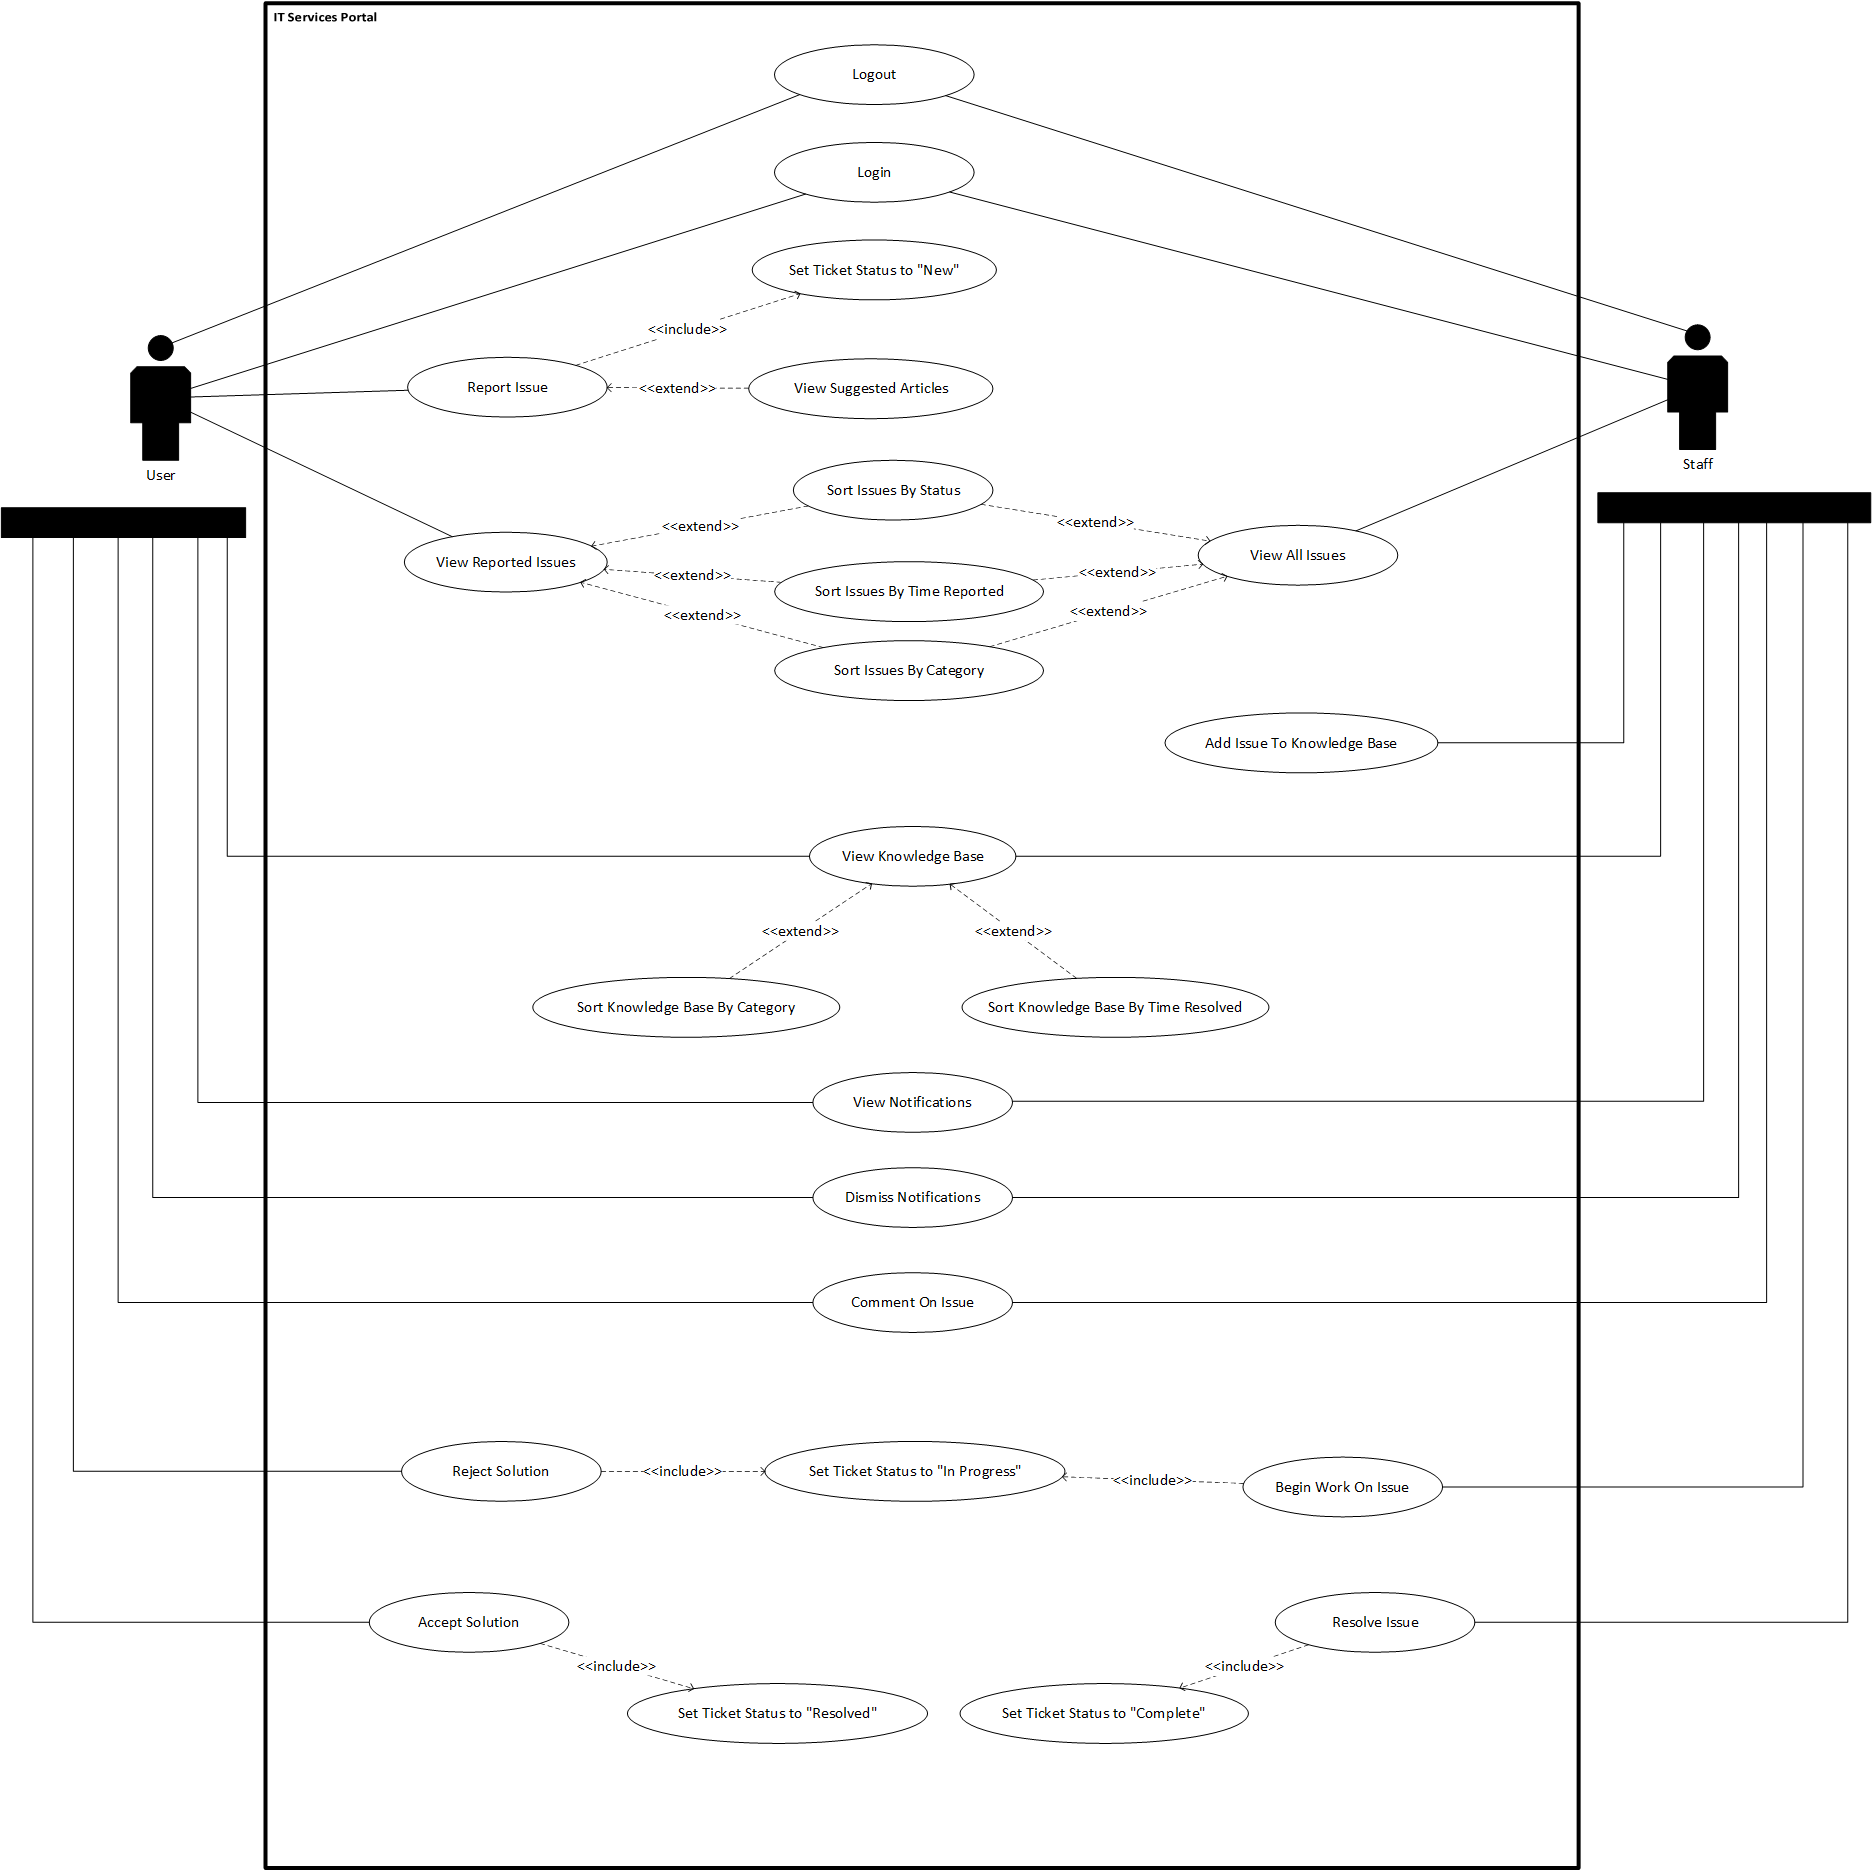 IT Services Portal
Logout
Login
Set Ticket Status to "New"
<<include>>
Report Issue
<<extend>>
View Suggested Articles
User
Staff
Sort Issues By Status
<<extend>>
<<extend>>
View Reported Issues
View All Issues
<<extend>>
<<extend>>
Sort Issues By Time Reported
<<extend>>
<<extend>>
Sort Issues By Category
Add Issue To Knowledge Base
View Knowledge Base
<<extend>>
<<extend>>
Sort Knowledge Base By Category
Sort Knowledge Base By Time Resolved
View Notifications
Dismiss Notifications
Comment On Issue
Reject Solution
<<include>>
Set Ticket Status to "In Progress"
<<include>>
Begin Work On Issue
Accept Solution
Resolve Issue
<<include>>
<<include>>
Set Ticket Status to "Resolved"
Set Ticket Status to "Complete"